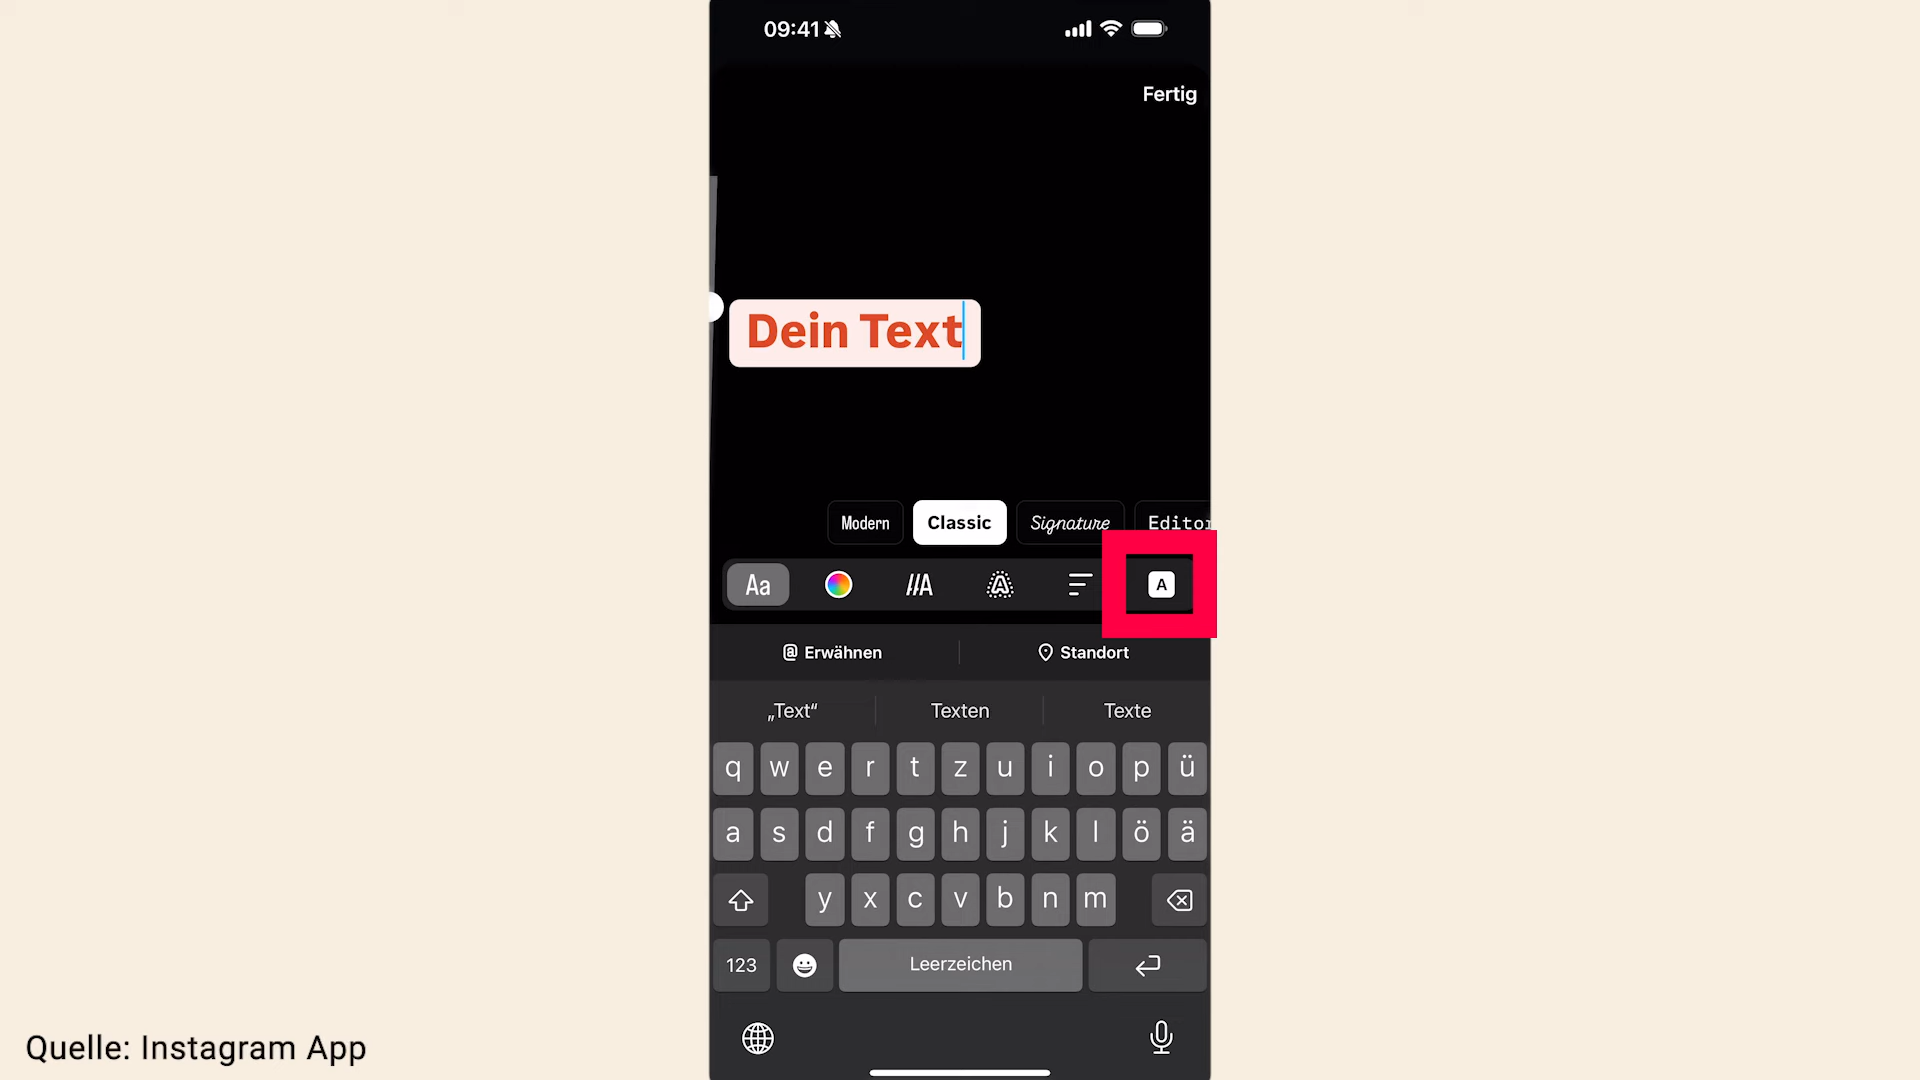 09:41
Fertig
Dein Text
Modern Classic Signature Editor
Aa A A A
@ Erwähnen Standort
„Text“ Texten Texte
q w e r t z u i o p ü
a s d f g h j k l ö ä
y x c v b n m
123 Leerzeichen
Quelle: Instagram App